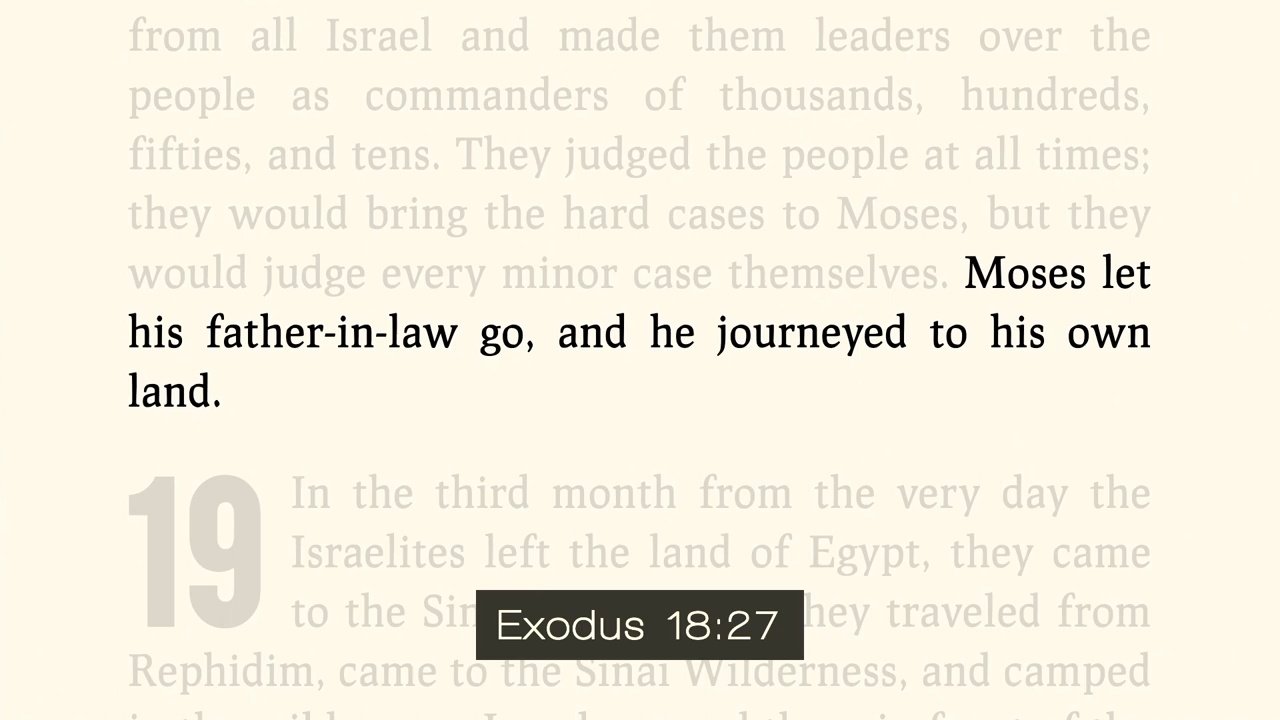 from all Israel and made them leaders over the
people as commanders of thousands, hundreds,
fifties, and tens. They judged the people at all times;
they would bring the hard cases to Moses, but they
would judge every minor case themselves. Moses let
his father-in-law go, and he journeyed to his own
land.
19
In the third month from the very day the
Israelites left the land of Egypt, they came
to the Sin hey traveled from
Exodus 18:27
Rephidim, came to the Sinai Wilderness, and camped